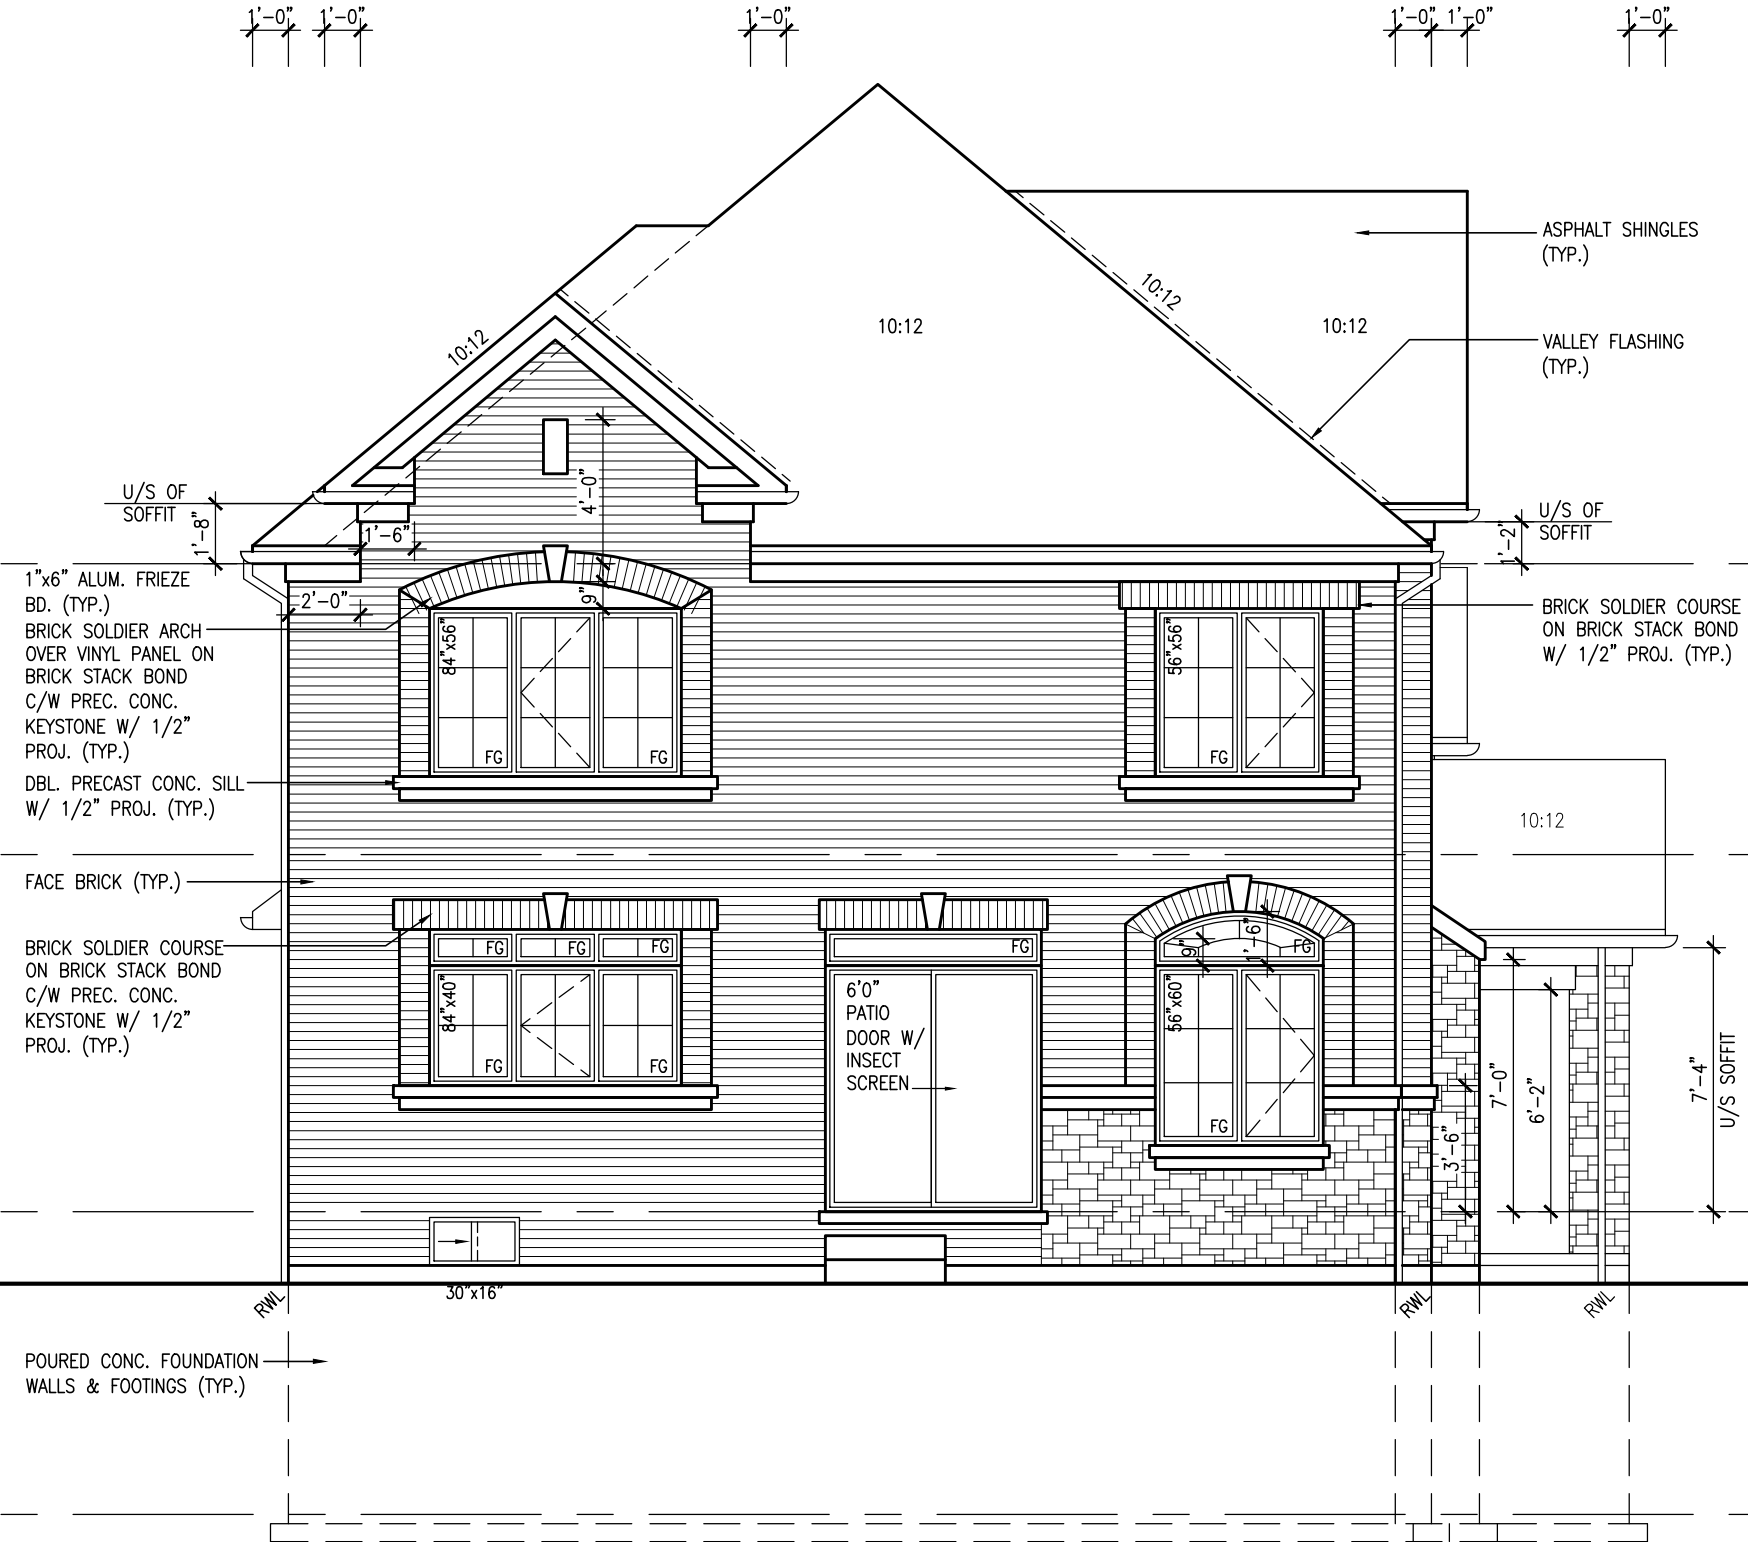 1'-0" 1'-0" 1'-0" 1'-0" 1'-0" 1'-0"
ASPHALT SHINGLES
(TYP.)
10:12
10:12
10:12
10:12
VALLEY FLASHING
(TYP.)
4'-0"
U/S OF
SOFFIT
1'-8"
1'-6"
U/S OF
SOFFIT
1'-2"
1"x6" ALUM. FRIEZE
BD. (TYP.)
2'-0"
9"
BRICK SOLDIER ARCH
OVER VINYL PANEL ON
BRICK STACK BOND
C/W PREC. CONC.
KEYSTONE W/ 1/2"
PROJ. (TYP.)
84"x56"
FG FG
56"x56"
FG
BRICK SOLDIER COURSE
ON BRICK STACK BOND
W/ 1/2" PROJ. (TYP.)
DBL. PRECAST CONC. SILL
W/ 1/2" PROJ. (TYP.)
10:12
FACE BRICK (TYP.)
BRICK SOLDIER COURSE
ON BRICK STACK BOND
C/W PREC. CONC.
KEYSTONE W/ 1/2"
PROJ. (TYP.)
FG FG FG
84"x40"
FG FG
FG
6'0"
PATIO
DOOR W/
INSECT
SCREEN
9"
1'-6"
FG
56"x60"
FG
3'-6"
7'-0"
6'-2"
7'-4"
U/S SOFFIT
30"x16"
RWL
RWL
RWL
POURED CONC. FOUNDATION
WALLS & FOOTINGS (TYP.)